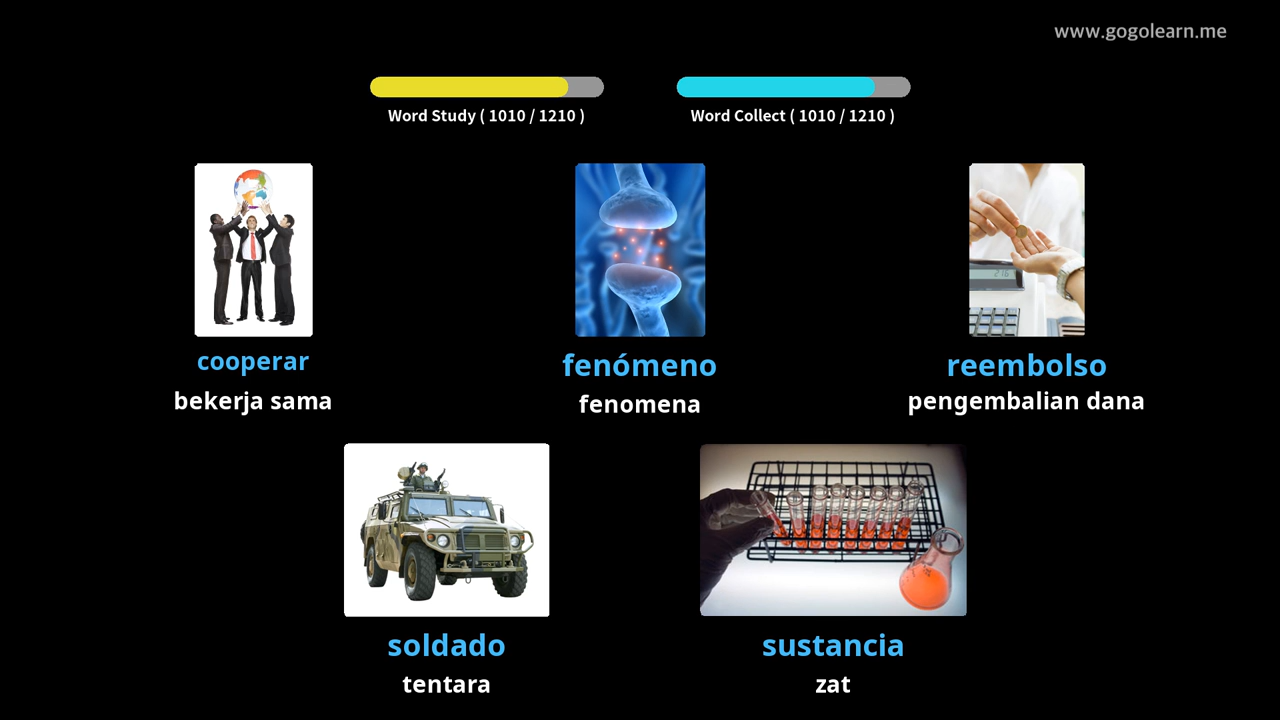 www.gogolearn.me
Word Study ( 1010 / 1210 )
Word Collect ( 1010 / 1210 )
cooperar
bekerja sama
fenómeno
fenomena
reembolso
pengembalian dana
soldado
tentara
sustancia
zat